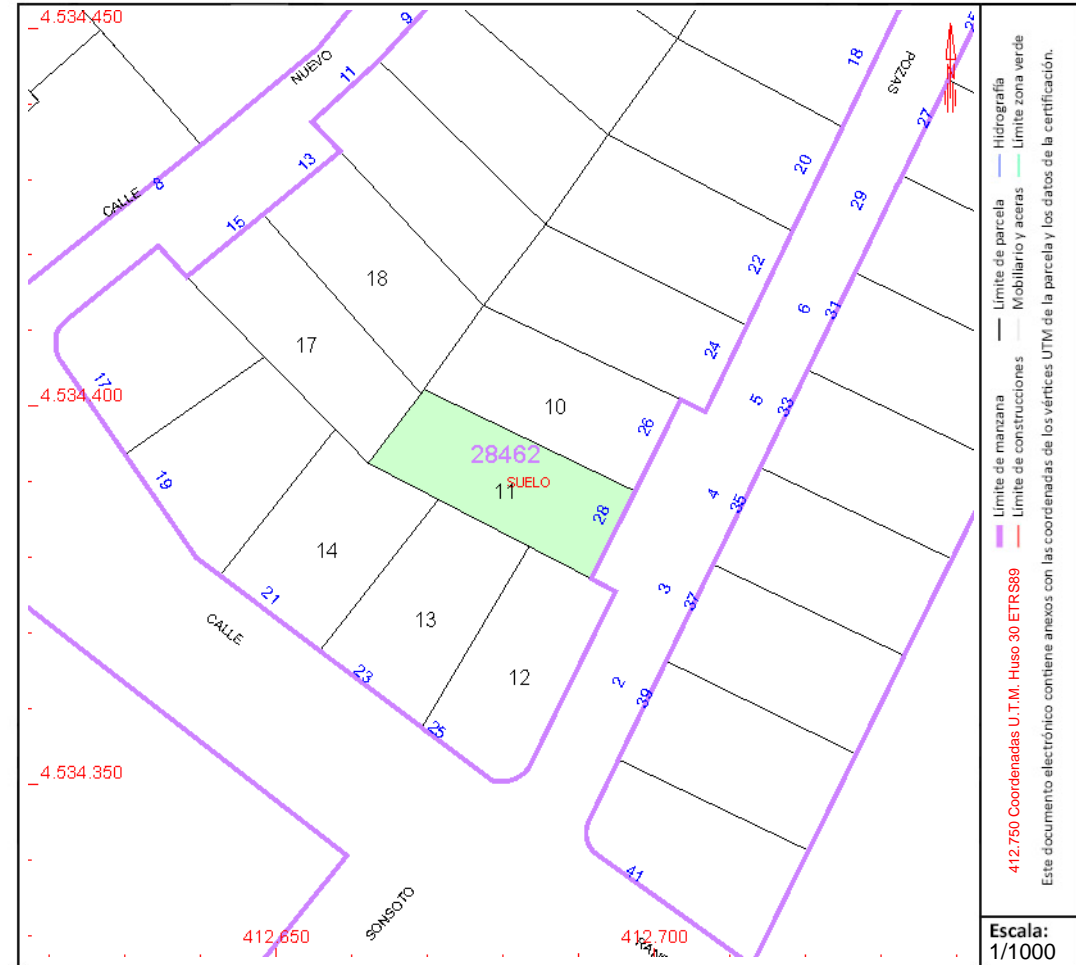 4.534.450
9
NUEVO
11
18
POZAS
25
27
13
20
CALLE
8
15
29
18
22
6
31
17
24
17
4.534.400
10
26
5
33
28462
SUELO
11
19
28
4
35
14
21
3
37
CALLE
13
23
12
2
39
25
4.534.350
41
SONSOTO
412.650
412.700
Límite de manzana
Límite de parcela
Hidrografía
Límite de construcciones
Mobiliario y aceras
Límite zona verde
412.750 Coordenadas U.T.M. Huso 30 ETRS89
Este documento electrónico contiene anexos con las coordenadas de los vértices UTM de la parcela y los datos de la certificación.
Escala:
1/1000